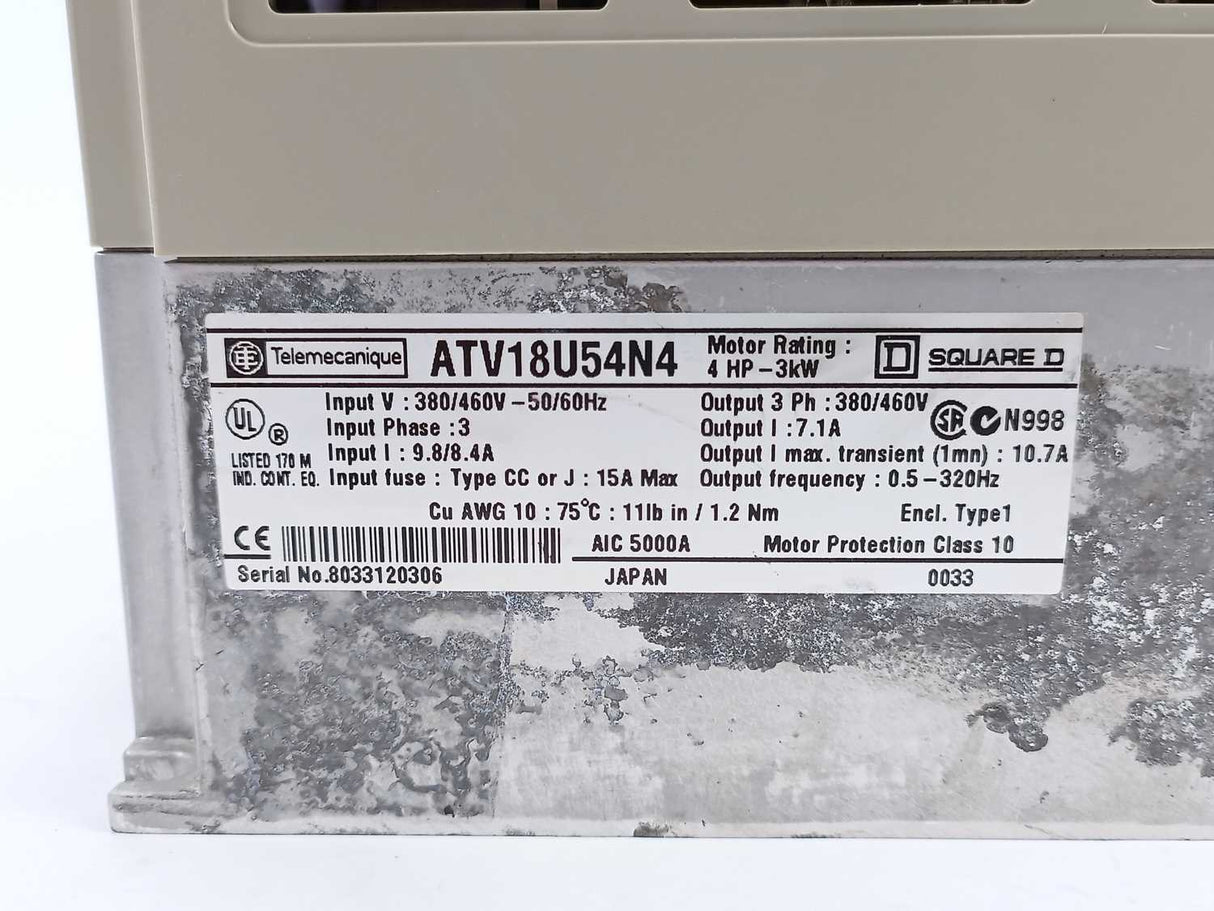 TE Telemecanique ATV18U54N4 Motor Rating : D SQUARE D
4 HP - 3kW
Input V : 380/460V - 50/60Hz Output 3 Ph : 380/460V
UL ® Input Phase : 3 Output I : 7.1A SA N998
LISTED 170 M Input I : 9.8/8.4A Output I max. transient (1mn) : 10.7A
IND. CONT. EQ. Input fuse : Type CC or J : 15A Max Output frequency : 0.5 - 320Hz
Cu AWG 10 : 75°C : 11lb in / 1.2 Nm Encl. Type1
CE AIC 5000A Motor Protection Class 10
Serial No.8033120306 JAPAN 0033